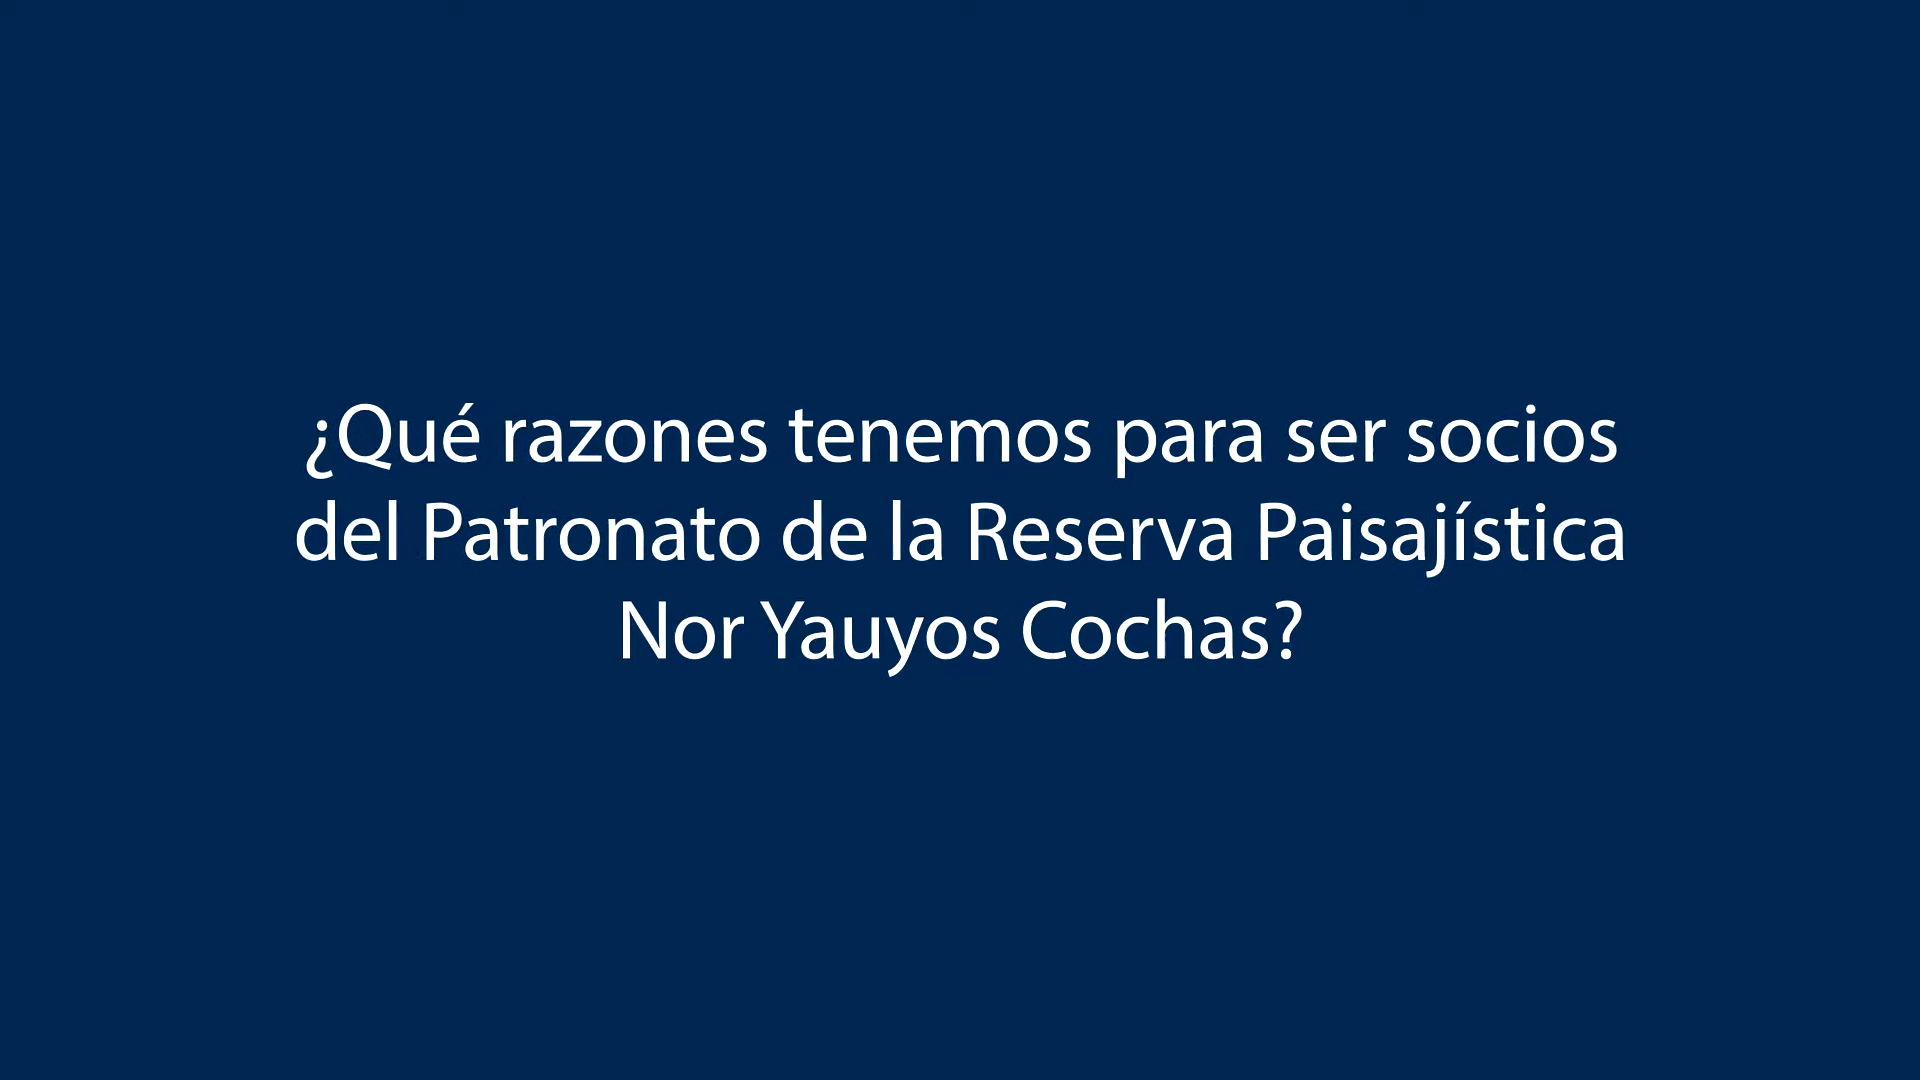 ¿Qué razones tenemos para ser socios
del Patronato de la Reserva Paisajística
Nor Yauyos Cochas?